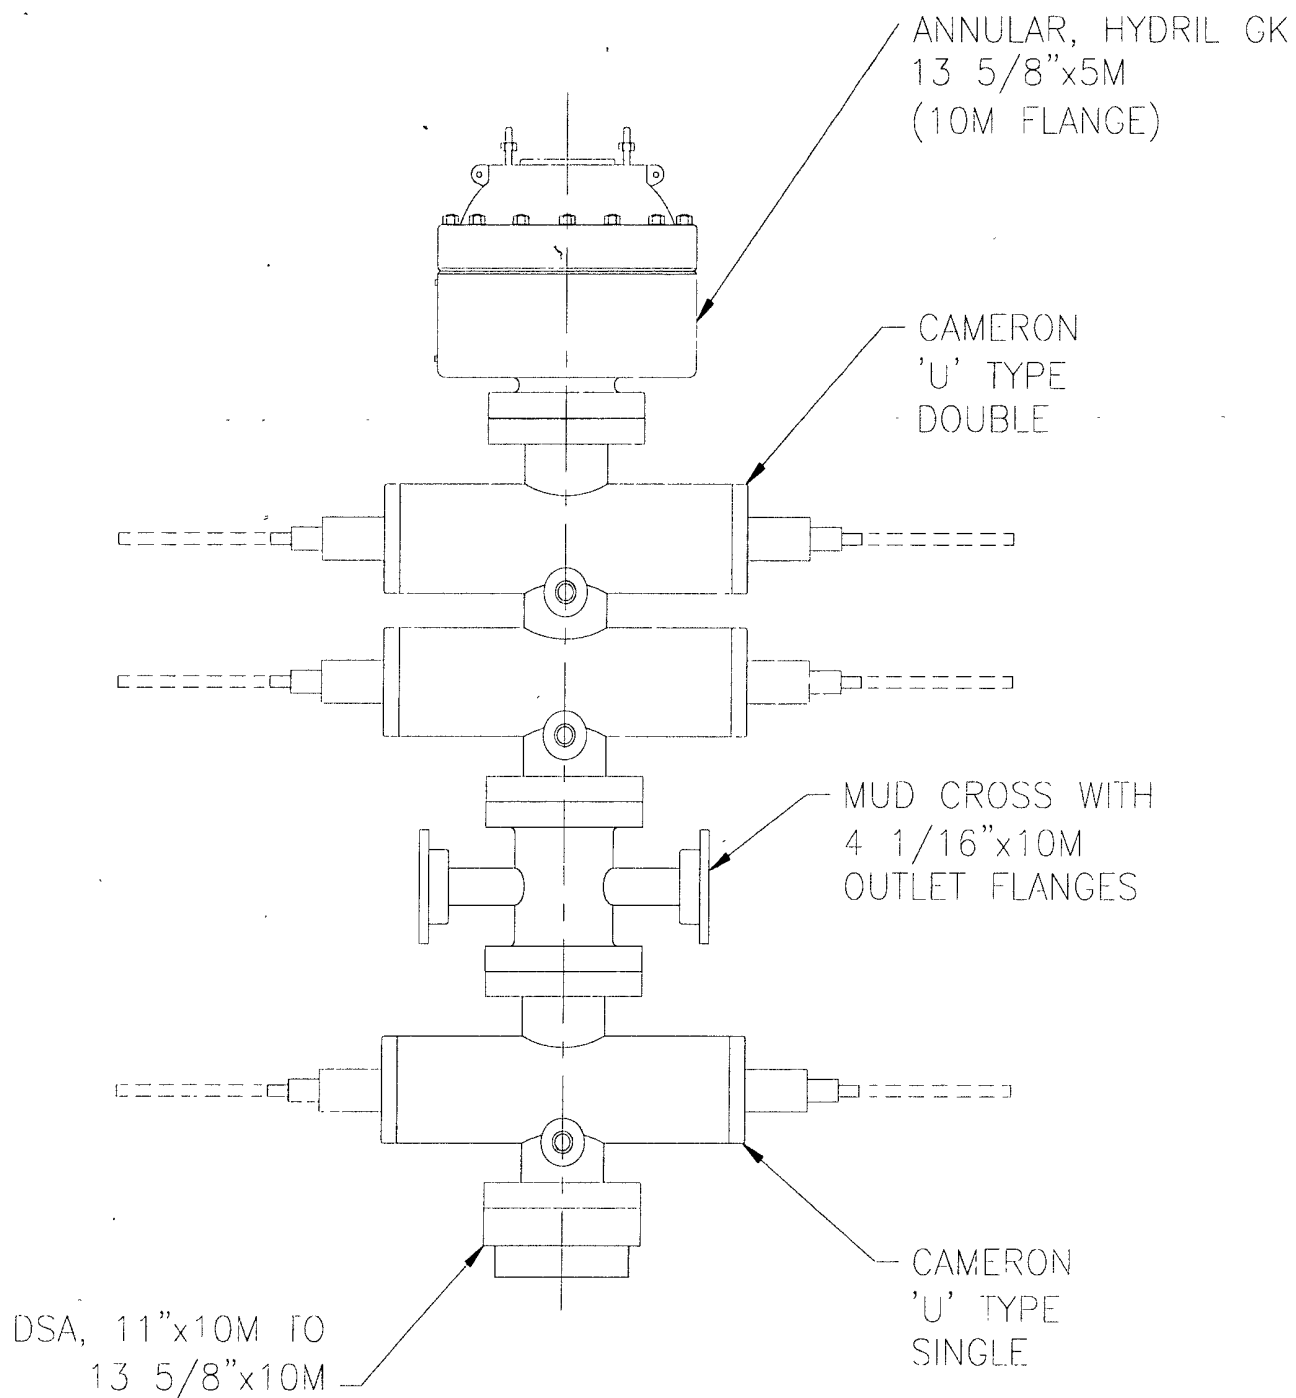 ANNULAR, HYDRIL GK
13 5/8"x5M
(10M FLANGE)
CAMERON
'U' TYPE
DOUBLE
MUD CROSS WITH
4 1/16"x10M
OUTLET FLANGES
CAMERON
'U' TYPE
SINGLE
DSA, 11"x10M TO
13 5/8"x10M